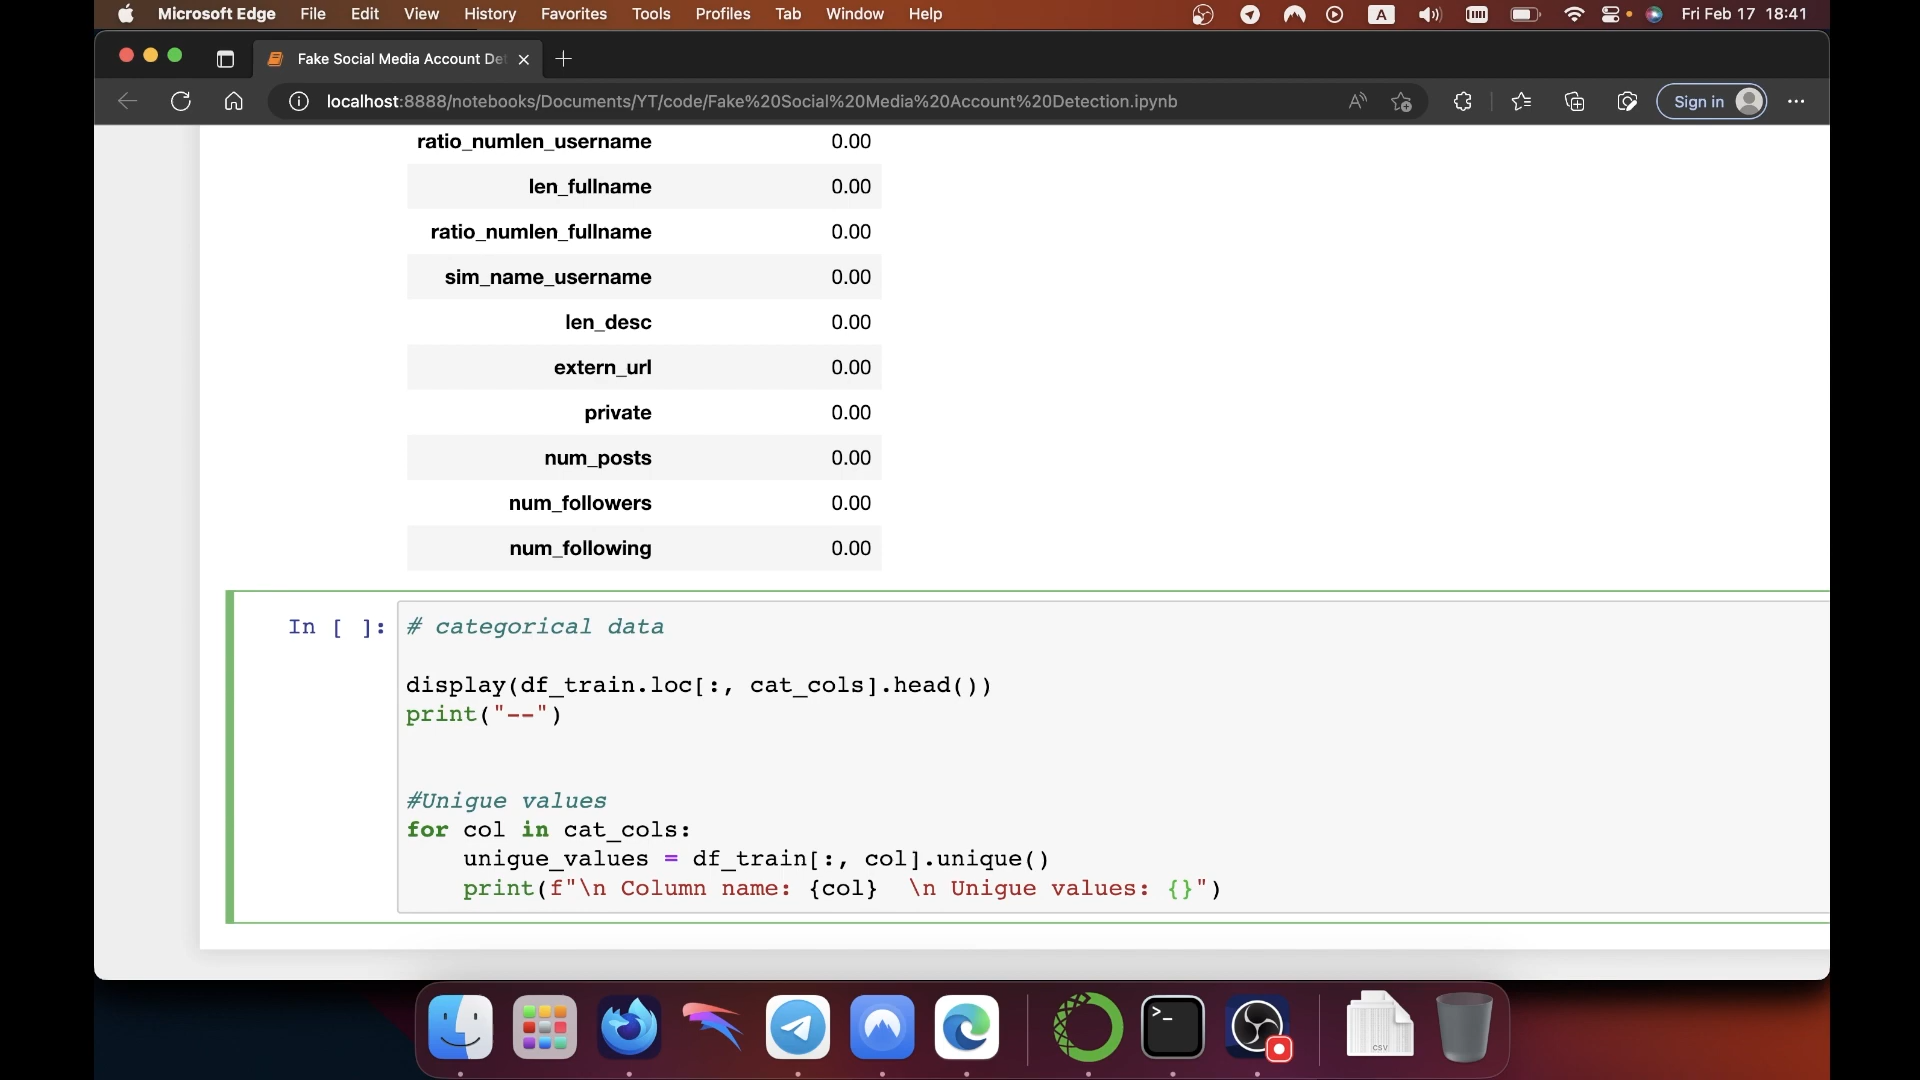 Microsoft Edge File Edit View History Favorites Tools Profiles Tab Window Help A Fri Feb 17 18:41
Fake Social Media Account Det
localhost:8888/notebooks/Documents/YT/code/Fake%20Social%20Media%20Account%20Detection.ipynb Sign in
ratio_numlen_username 0.00
len_fullname 0.00
ratio_numlen_fullname 0.00
sim_name_username 0.00
len_desc 0.00
extern_url 0.00
private 0.00
num_posts 0.00
num_followers 0.00
num_following 0.00
In [ ]: # categorical data
display(df_train.loc[:, cat_cols].head())
print("--")
#Unigue values
for col in cat_cols:
unigue_values = df_train[:, col].unique()
print(f"\n Column name: {col} \n Unigue values: {}")
>_
CSV